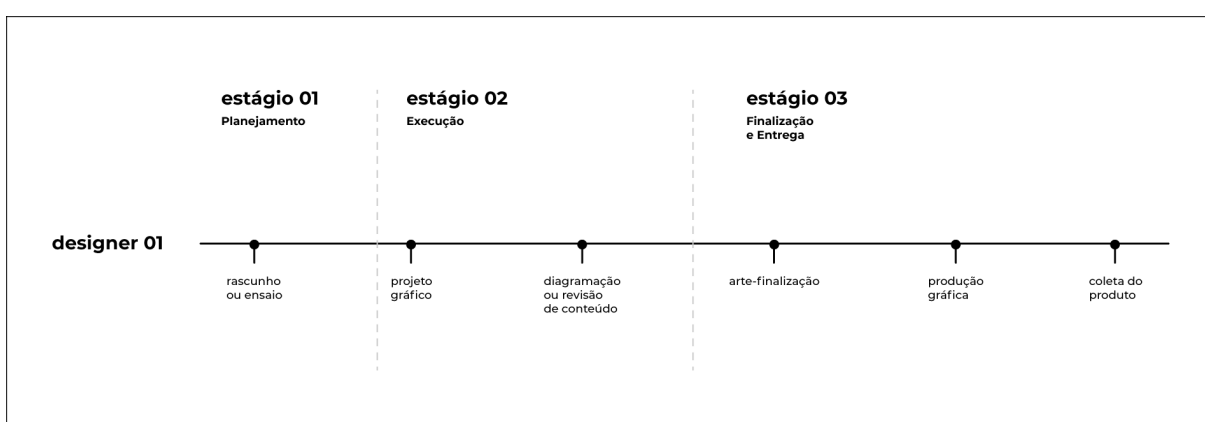 estágio 01
Planejamento
estágio 02
Execução
estágio 03
Finalização
e Entrega
designer 01
rascunho
ou ensaio
projeto
gráfico
diagramação
ou revisão
de conteúdo
arte-finalização
produção
gráfica
coleta do
produto